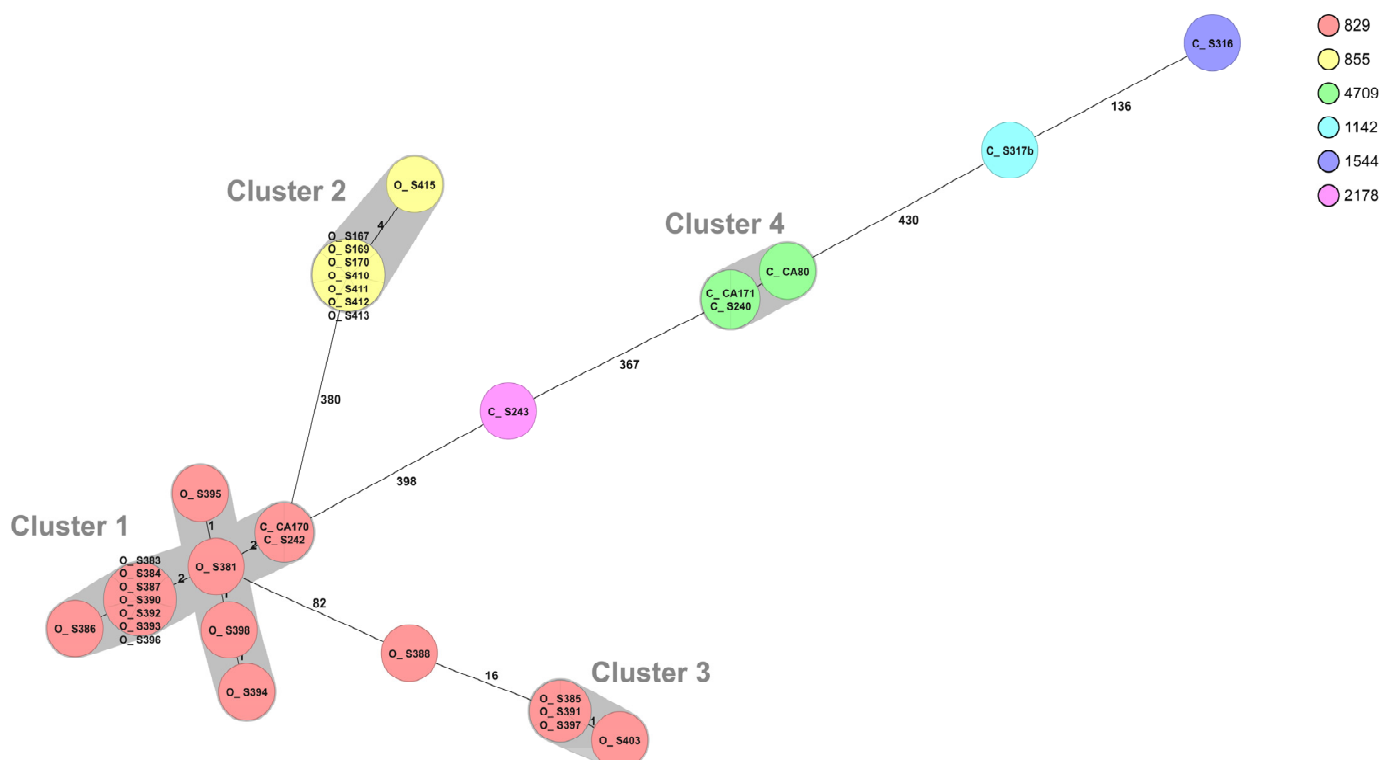 C_ S316
829
855
4709
1142
1544
2178
136
C_ S317b
430
Cluster 2
O_ S415
4
O_ S167
O_ S169
O_ S170
O_ S410
O_ S411
O_ S412
O_ S413
Cluster 4
C_ CA80
C_ CA171
C_ S240
367
380
C_ S243
398
Cluster 1
O_ S395
1
C_ CA170
C_ S242
2
O_ S381
2
O_ S383
O_ S384
O_ S387
O_ S390
O_ S392
O_ S393
O_ S396
O_ S386
82
O_ S398
O_ S394
O_ S388
16
Cluster 3
O_ S385
O_ S391
O_ S397
1
O_ S403